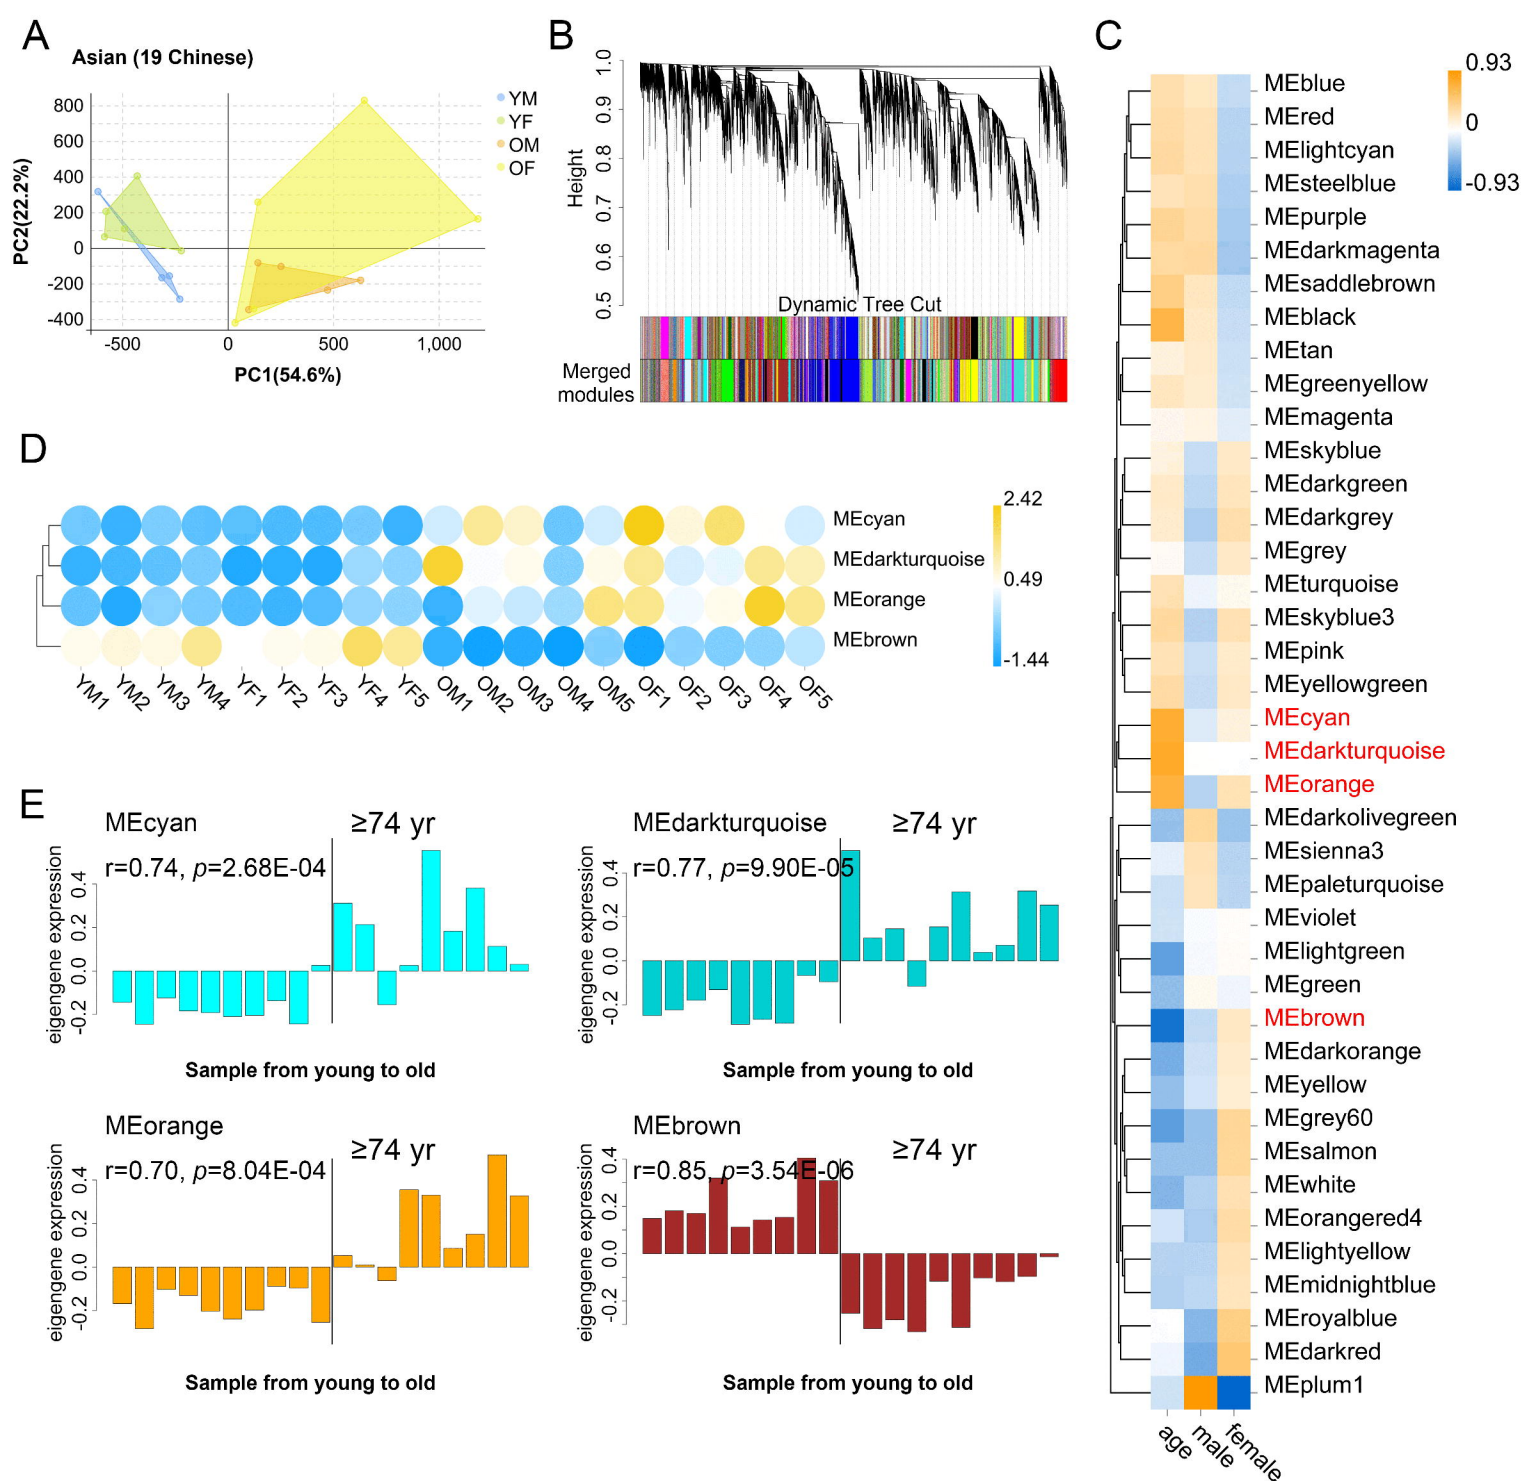 A
Asian (19 Chinese)
YM
YF
OM
OF
PC2(22.2%)
800
600
400
200
0
-200
-400
-500
0
500
1,000
PC1(54.6%)
B
Height
1.0
0.9
0.8
0.7
0.6
0.5
Dynamic Tree Cut
Merged
modules
C
0.93
0
-0.93
MEblue
MEred
MElightcyan
MEsteelblue
MEpurple
MEdarkmagenta
MEsaddlebrown
MEblack
MEtan
MEgreenyellow
MEmagenta
MEskyblue
MEdarkgreen
MEdarkgrey
MEgrey
MEturquoise
MEskyblue3
MEpink
MEyellowgreen
MEcyan
MEdarkturquoise
MEorange
MEdarkolivegreen
MEsienna3
MEpaleturquoise
MEviolet
MElightgreen
MEgreen
MEbrown
MEdarkorange
MEyellow
MEgrey60
MEsalmon
MEwhite
MEorangered4
MElightyellow
MEmidnightblue
MEroyalblue
MEdarkred
MEplum1
age
male
female
D
MEcyan
MEdarkturquoise
MEorange
MEbrown
2.42
0.49
-1.44
YM1
YM2
YM3
YM4
YF1
YF2
YF3
YF4
YF5
OM1
OM2
OM3
OM4
OM5
OF1
OF2
OF3
OF4
OF5
E
MEcyan
≥74 yr
r=0.74, p=2.68E-04
eigengene expression
0.4
0.2
0.0
-0.2
Sample from young to old
MEdarkturquoise
≥74 yr
r=0.77, p=9.90E-05
eigengene expression
0.4
0.2
0.0
-0.2
Sample from young to old
MEorange
≥74 yr
r=0.70, p=8.04E-04
eigengene expression
0.4
0.2
0.0
-0.2
Sample from young to old
MEbrown
≥74 yr
r=0.85, p=3.54E-06
eigengene expression
0.4
0.2
0.0
-0.2
Sample from young to old